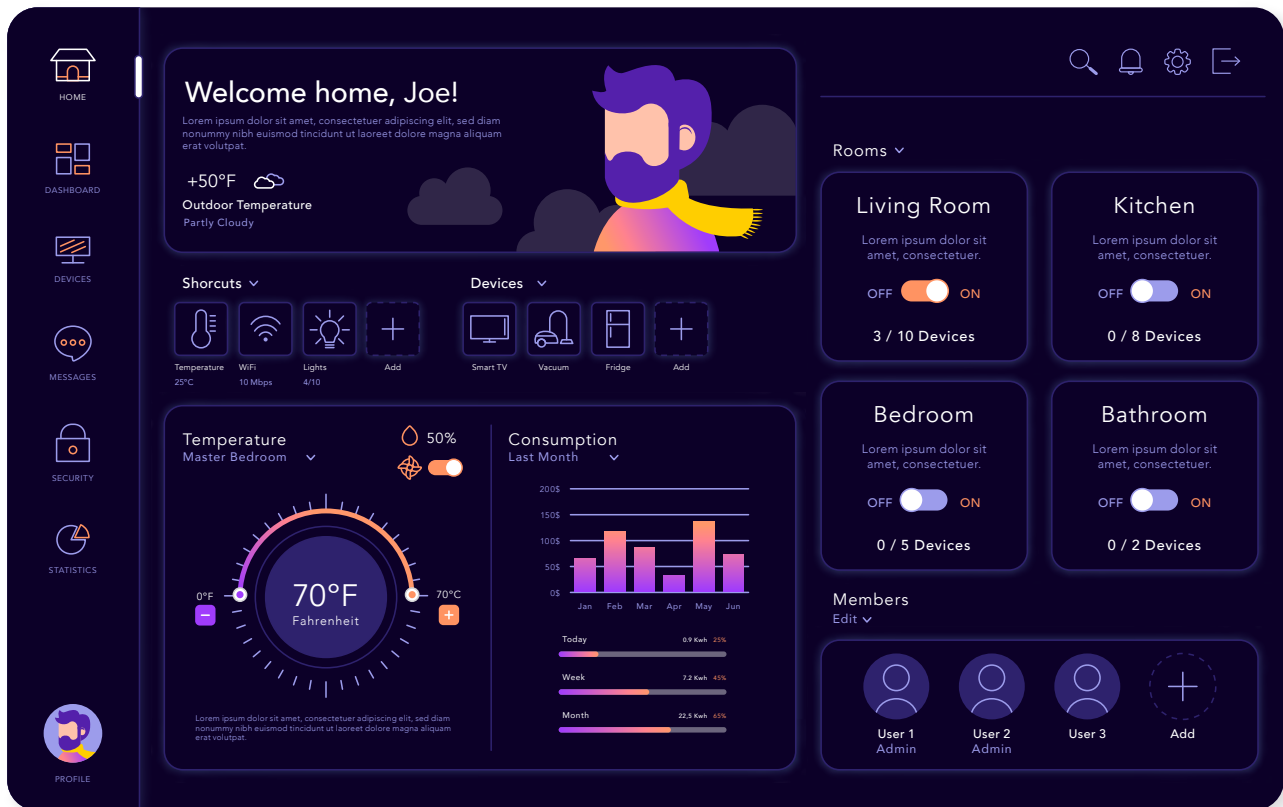 HOME
DASHBOARD
DEVICES
MESSAGES
SECURITY
STATISTICS
PROFILE
Welcome home, Joe!
Lorem ipsum dolor sit amet, consectetuer adipiscing elit, sed diam
nonummy nibh euismod tincidunt ut laoreet dolore magna aliquam
erat volutpat.
+50°F
Outdoor Temperature
Partly Cloudy
Shorcuts
Temperature
25°C
WiFi
10 Mbps
Lights
4/10
Add
Devices
Smart TV
Vacuum
Fridge
Add
Temperature
Master Bedroom
50%
0°F
70°C
70°F
Fahrenheit
Lorem ipsum dolor sit amet, consectetuer adipiscing elit, sed diam
nonummy nibh euismod tincidunt ut laoreet dolore magna aliquam
erat volutpat.
Consumption
Last Month
200$
150$
100$
50$
0$
Jan Feb Mar Apr May Jun
Today 0.9 Kwh 25%
Week 7.2 Kwh 45%
Month 22,5 Kwh 65%
Rooms
Living Room
Lorem ipsum dolor sit
amet, consectetuer.
OFF ON
3 / 10 Devices
Kitchen
Lorem ipsum dolor sit
amet, consectetuer.
OFF ON
0 / 8 Devices
Bedroom
Lorem ipsum dolor sit
amet, consectetuer.
OFF ON
0 / 5 Devices
Bathroom
Lorem ipsum dolor sit
amet, consectetuer.
OFF ON
0 / 2 Devices
Members
Edit
User 1
Admin
User 2
Admin
User 3
Add